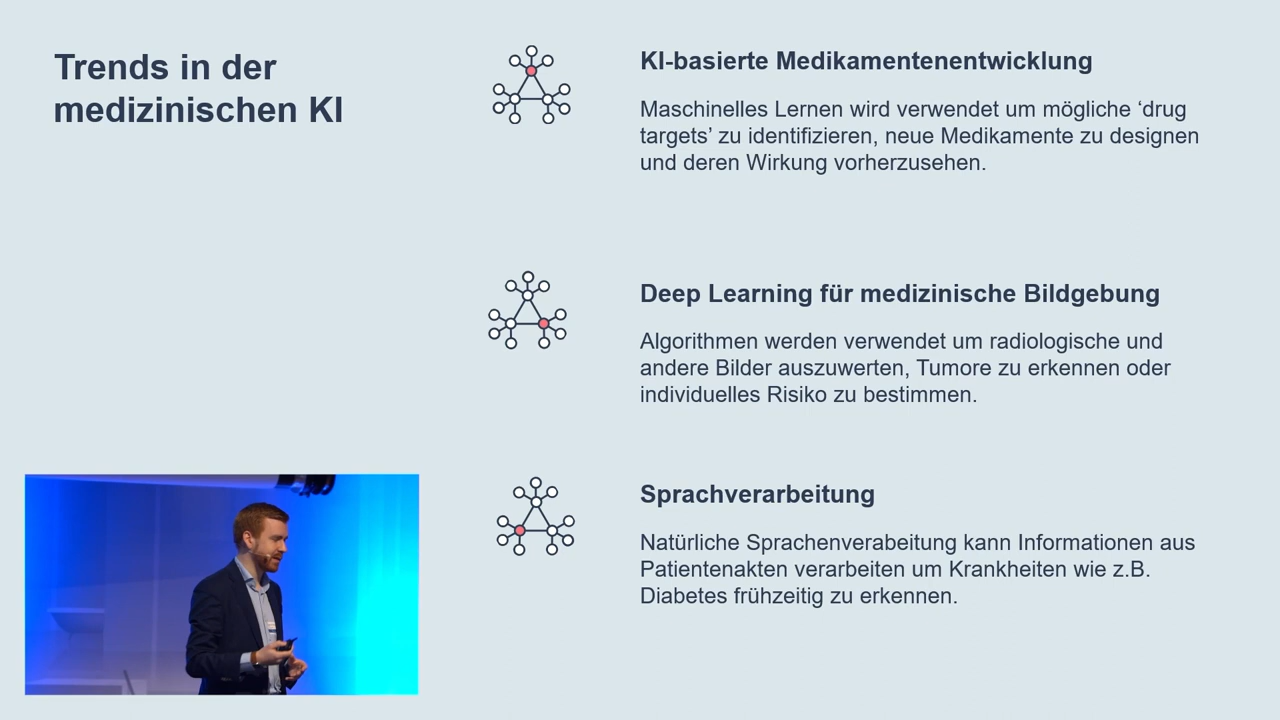 Trends in der
medizinischen KI
KI-basierte Medikamentenentwicklung
Maschinelles Lernen wird verwendet um mögliche ‘drug
targets’ zu identifizieren, neue Medikamente zu designen
und deren Wirkung vorherzusehen.
Deep Learning für medizinische Bildgebung
Algorithmen werden verwendet um radiologische und
andere Bilder auszuwerten, Tumore zu erkennen oder
individuelles Risiko zu bestimmen.
Sprachverarbeitung
Natürliche Sprachenverabeitung kann Informationen aus
Patientenakten verarbeiten um Krankheiten wie z.B.
Diabetes frühzeitig zu erkennen.